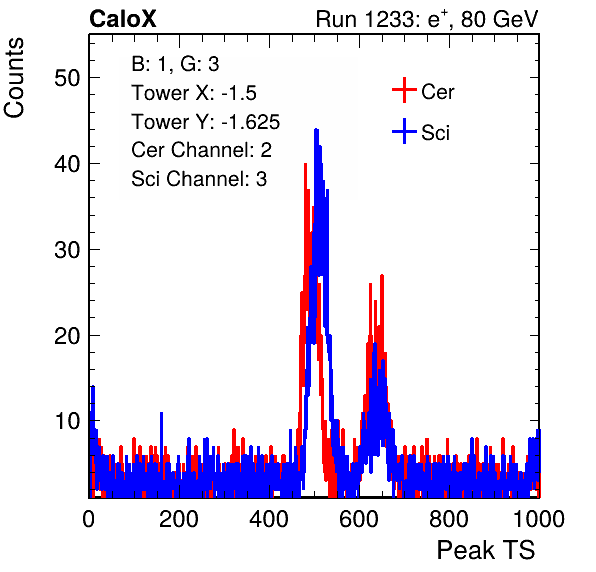 CaloX Run 1233: e⁺, 80 GeV
Counts
B: 1, G: 3
Tower X: -1.5
Tower Y: -1.625
Cer Channel: 2
Sci Channel: 3
Cer
Sci
50
40
30
20
10
0 200 400 600 800 1000
Peak TS